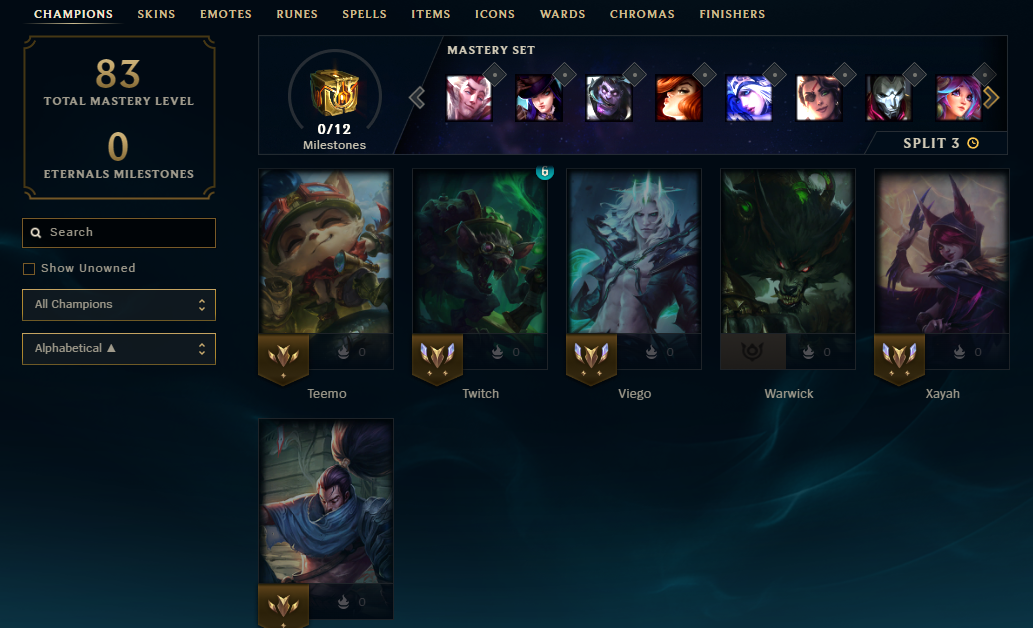 CHAMPIONS SKINS EMOTES RUNES SPELLS ITEMS ICONS WARDS CHROMAS FINISHERS
83
TOTAL MASTERY LEVEL
0
ETERNALS MILESTONES
Search
Show Unowned
All Champions
Alphabetical ▲
MASTERY SET
0/12
Milestones
SPLIT 3
6
0 0 0 0 0
Teemo Twitch Viego Warwick Xayah
0